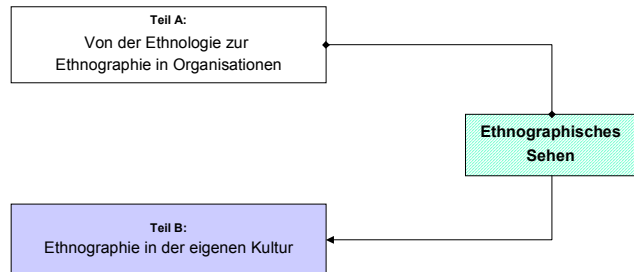 Teil A:
Von der Ethnologie zur
Ethnographie in Organisationen
Ethnographisches
Sehen
Teil B:
Ethnographie in der eigenen Kultur